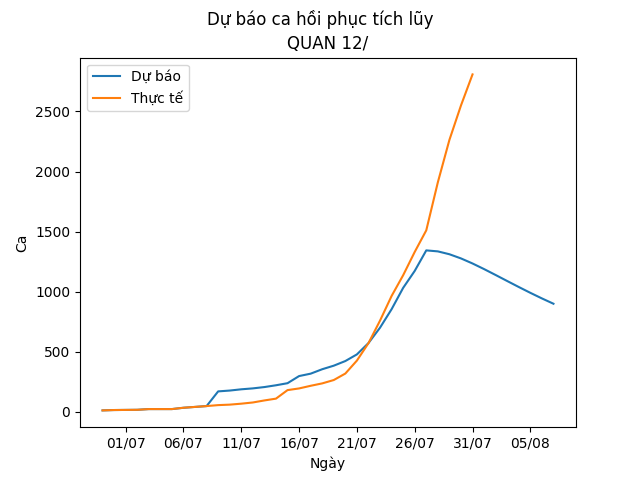 Dự báo ca hồi phục tích lũy
QUAN 12/
Dự báo
Thực tế
Ca
2500
2000
1500
1000
500
0
01/07 06/07 11/07 16/07 21/07 26/07 31/07 05/08
Ngày